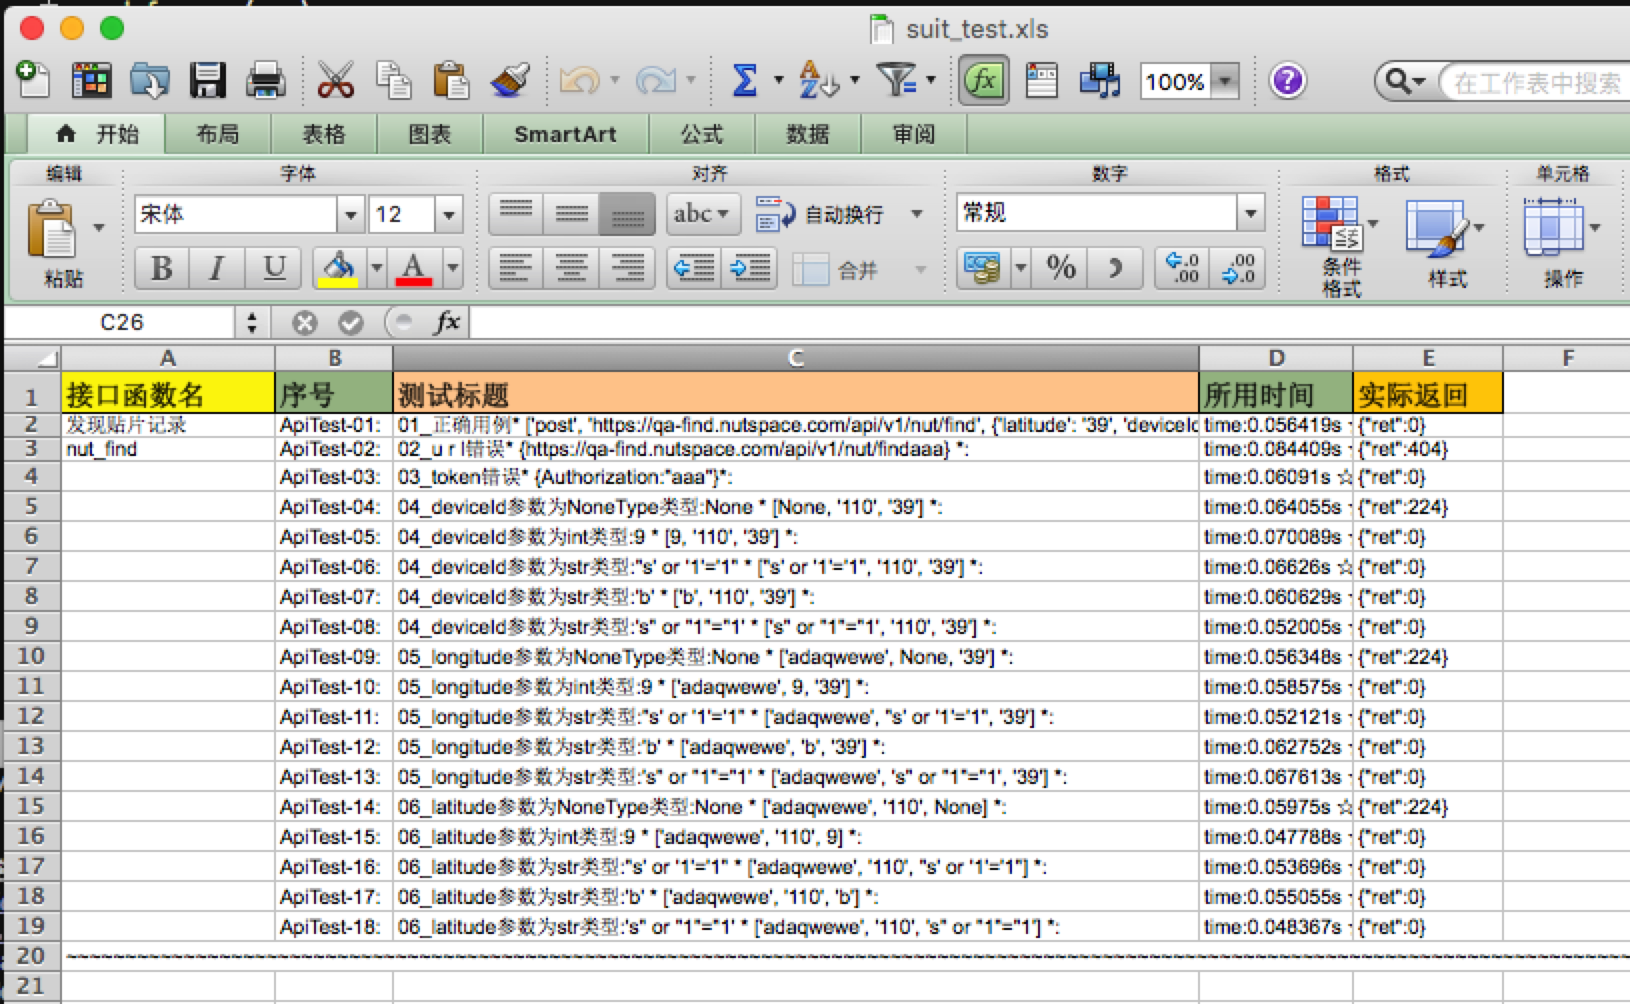 suit_test.xls
100%
在工作表中搜索
开始 布局 表格 图表 SmartArt 公式 数据 审阅
编辑 字体 对齐 数字 格式 单元格
粘贴 宋体 12 abc 自动换行 常规 条件格式 样式 操作
B I U A 合并 %
C26 fx
A B C D E F
1 接口函数名 序号 测试标题 所用时间 实际返回
2 发现贴片记录 ApiTest-01: 01_正确用例* ['post', 'https://qa-find.nutspace.com/api/v1/nut/find', {'latitude': '39', 'deviceId time:0.056419s {"ret":0}
3 nut_find ApiTest-02: 02_u r l错误* {https://qa-find.nutspace.com/api/v1/nut/findaaa} *: time:0.084409s {"ret":404}
4 ApiTest-03: 03_token错误* {Authorization:"aaa"}*: time:0.06091s ☆ {"ret":0}
5 ApiTest-04: 04_deviceId参数为NoneType类型:None * [None, '110', '39'] *: time:0.064055s {"ret":224}
6 ApiTest-05: 04_deviceId参数为int类型:9 * [9, '110', '39'] *: time:0.070089s {"ret":0}
7 ApiTest-06: 04_deviceId参数为str类型:"s' or '1'='1" * ["s' or '1'='1", '110', '39'] *: time:0.06626s ☆ {"ret":0}
8 ApiTest-07: 04_deviceId参数为str类型:'b' * ['b', '110', '39'] *: time:0.060629s {"ret":0}
9 ApiTest-08: 04_deviceId参数为str类型:'s" or "1"="1' * ['s" or "1"="1', '110', '39'] *: time:0.052005s {"ret":0}
10 ApiTest-09: 05_longitude参数为NoneType类型:None * ['adaqwewe', None, '39'] *: time:0.056348s {"ret":224}
11 ApiTest-10: 05_longitude参数为int类型:9 * ['adaqwewe', 9, '39'] *: time:0.058575s {"ret":0}
12 ApiTest-11: 05_longitude参数为str类型:"s' or '1'='1" * ['adaqwewe', "s' or '1'='1", '39'] *: time:0.052121s {"ret":0}
13 ApiTest-12: 05_longitude参数为str类型:'b' * ['adaqwewe', 'b', '39'] *: time:0.062752s {"ret":0}
14 ApiTest-13: 05_longitude参数为str类型:'s" or "1"="1' * ['adaqwewe', 's" or "1"="1', '39'] *: time:0.067613s {"ret":0}
15 ApiTest-14: 06_latitude参数为NoneType类型:None * ['adaqwewe', '110', None] *: time:0.05975s ☆ {"ret":224}
16 ApiTest-15: 06_latitude参数为int类型:9 * ['adaqwewe', '110', 9] *: time:0.047788s {"ret":0}
17 ApiTest-16: 06_latitude参数为str类型:"s' or '1'='1" * ['adaqwewe', '110', "s' or '1'='1"] *: time:0.053696s {"ret":0}
18 ApiTest-17: 06_latitude参数为str类型:'b' * ['adaqwewe', '110', 'b'] *: time:0.055055s {"ret":0}
19 ApiTest-18: 06_latitude参数为str类型:'s" or "1"="1' * ['adaqwewe', '110', 's" or "1"="1'] *: time:0.048367s {"ret":0}
20
21